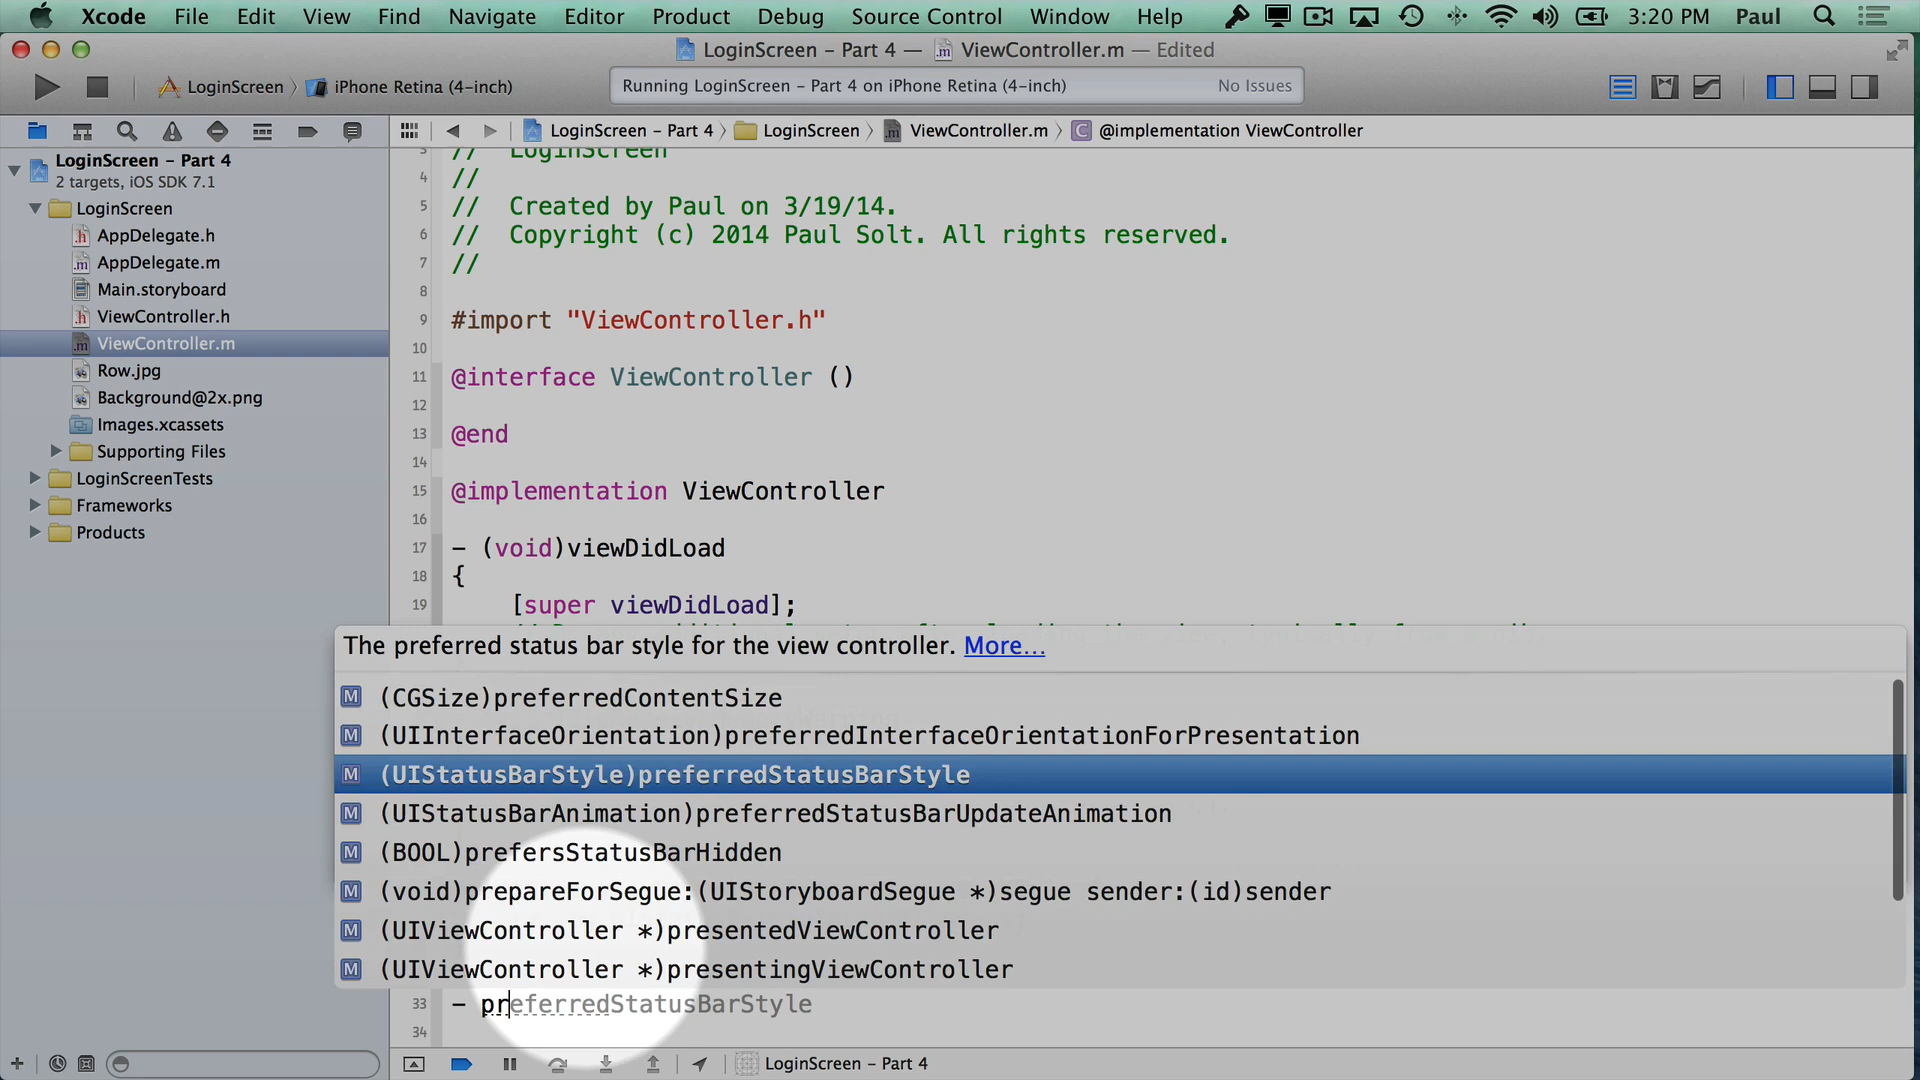 Xcode File Edit View Find Navigate Editor Product Debug Source Control Window Help 3:20 PM Paul
LoginScreen - Part 4 — ViewController.m — Edited
LoginScreen iPhone Retina (4-inch) Running LoginScreen - Part 4 on iPhone Retina (4-inch) No Issues
LoginScreen - Part 4 LoginScreen ViewController.m C @implementation ViewController
LoginScreen - Part 4
2 targets, iOS SDK 7.1
LoginScreen
AppDelegate.h
AppDelegate.m
Main.storyboard
ViewController.h
ViewController.m
Row.jpg
Background@2x.png
Images.xcassets
Supporting Files
LoginScreenTests
Frameworks
Products
3 // LoginScreen
4 //
5 // Created by Paul on 3/19/14.
6 // Copyright (c) 2014 Paul Solt. All rights reserved.
7 //
8
9 #import "ViewController.h"
10
11 @interface ViewController ()
12
13 @end
14
15 @implementation ViewController
16
17 - (void)viewDidLoad
18 {
19 [super viewDidLoad];
The preferred status bar style for the view controller. More...
M (CGSize)preferredContentSize
M (UIInterfaceOrientation)preferredInterfaceOrientationForPresentation
M (UIStatusBarStyle)preferredStatusBarStyle
M (UIStatusBarAnimation)preferredStatusBarUpdateAnimation
M (BOOL)prefersStatusBarHidden
M (void)prepareForSegue:(UIStoryboardSegue *)segue sender:(id)sender
M (UIViewController *)presentedViewController
M (UIViewController *)presentingViewController
33 - preferredStatusBarStyle
34
LoginScreen - Part 4